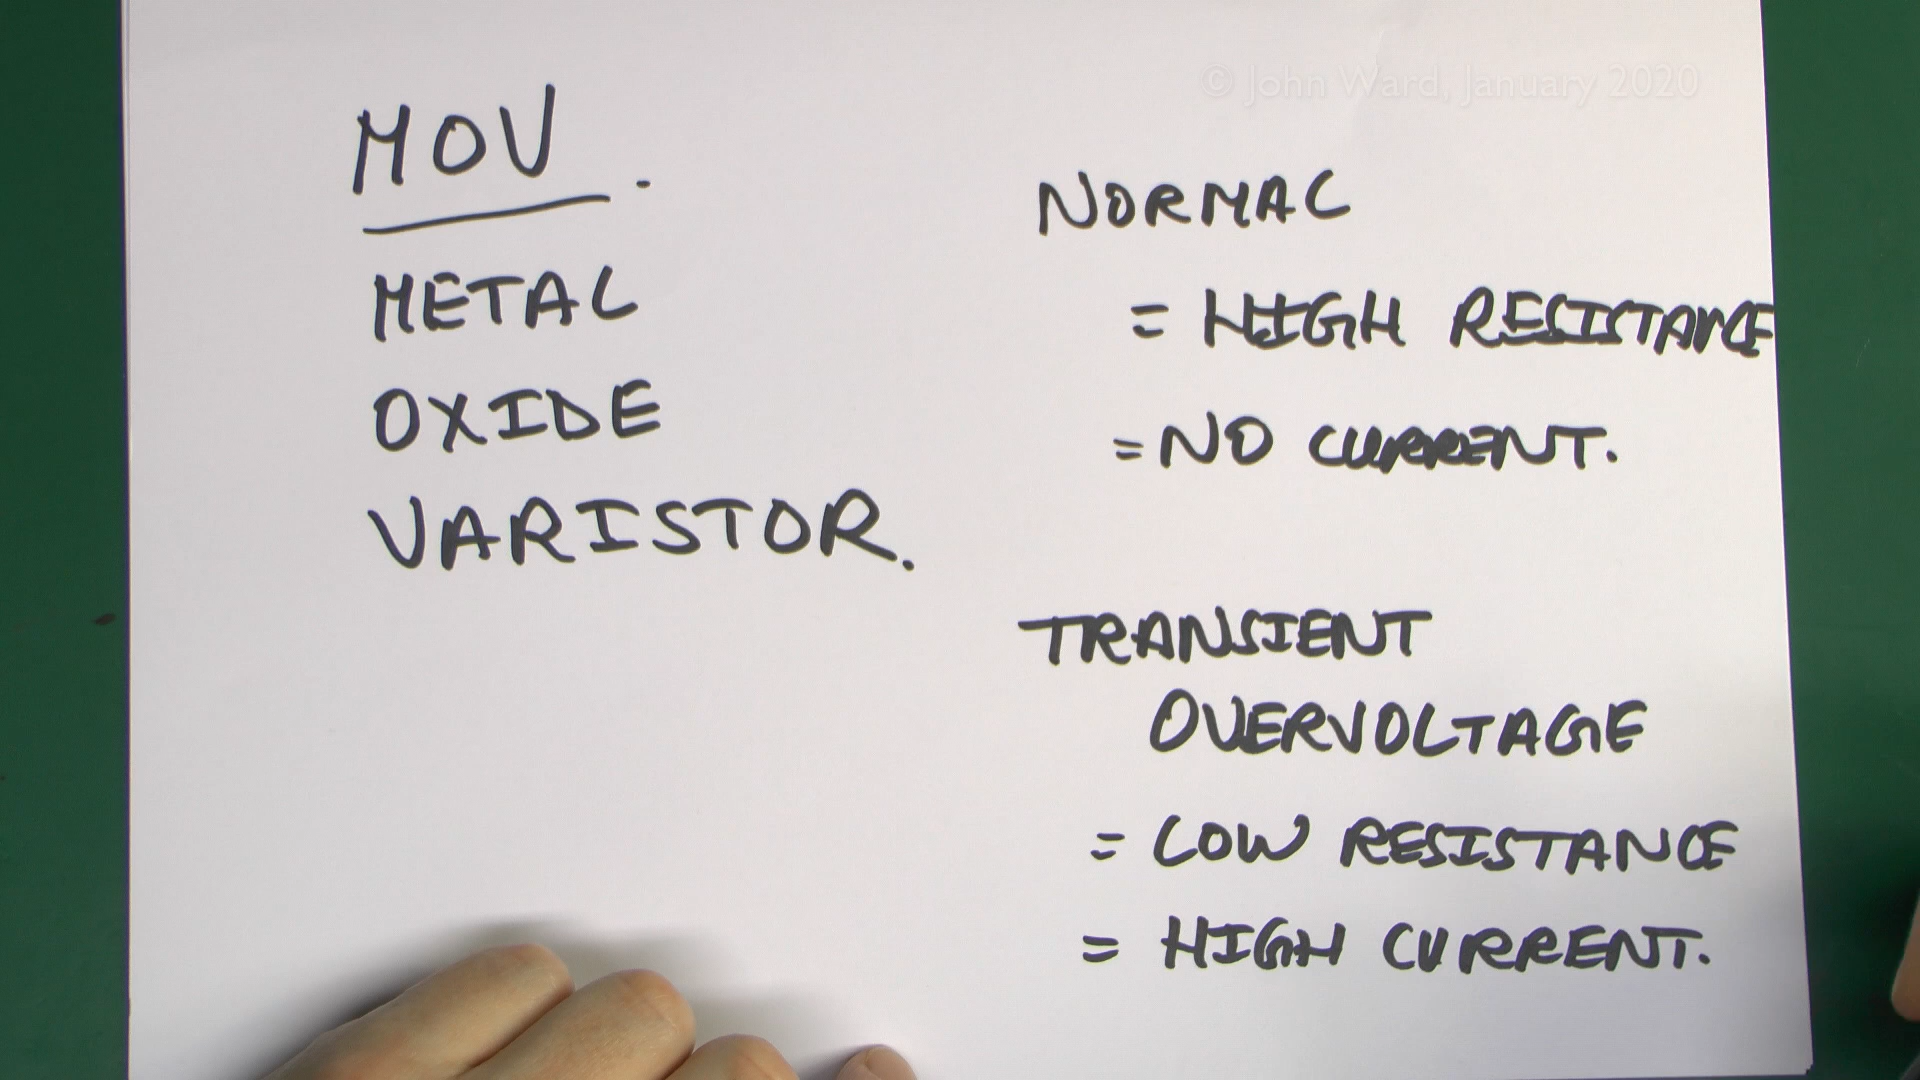 © John Ward, January 2020
MOV.
METAL
OXIDE
VARISTOR.
NORMAL
= HIGH RESISTANCE
= NO CURRENT.
TRANSIENT
OVERVOLTAGE
= LOW RESISTANCE
= HIGH CURRENT.